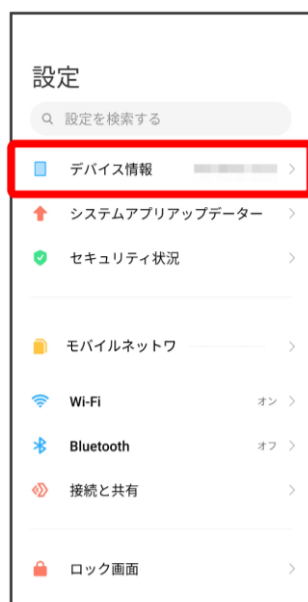 設定
設定を検索する
デバイス情報
システムアプリアップデーター
セキュリティ状況
モバイルネットワ
Wi-Fi オン
Bluetooth オフ
接続と共有
ロック画面